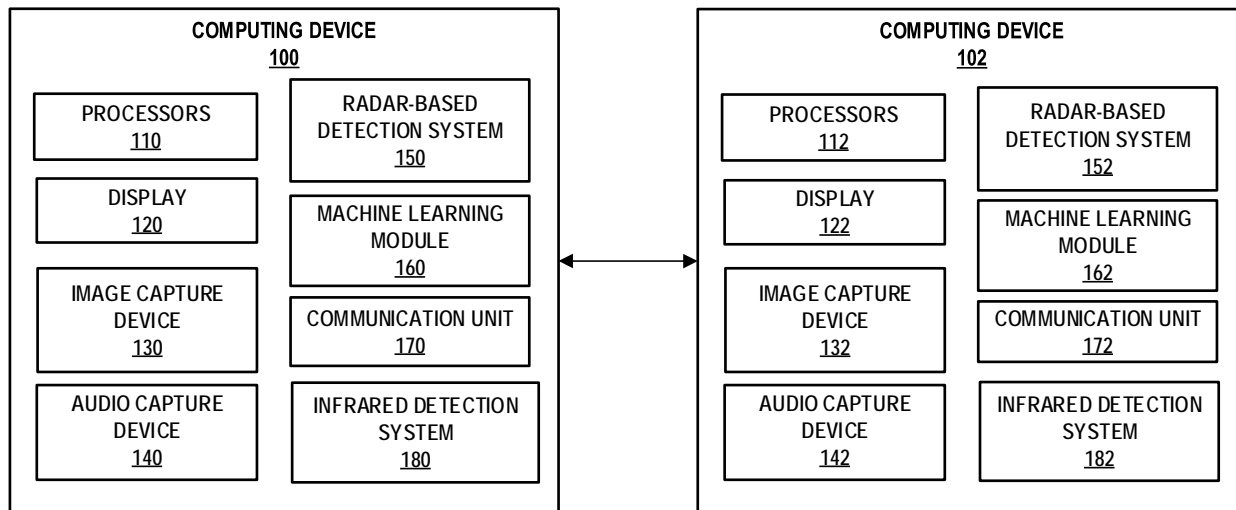 COMPUTING DEVICE
100
PROCESSORS
110
DISPLAY
120
IMAGE CAPTURE
DEVICE
130
AUDIO CAPTURE
DEVICE
140
RADAR-BASED
DETECTION SYSTEM
150
MACHINE LEARNING
MODULE
160
COMMUNICATION UNIT
170
INFRARED DETECTION
SYSTEM
180
COMPUTING DEVICE
102
PROCESSORS
112
DISPLAY
122
IMAGE CAPTURE
DEVICE
132
AUDIO CAPTURE
DEVICE
142
RADAR-BASED
DETECTION SYSTEM
152
MACHINE LEARNING
MODULE
162
COMMUNICATION UNIT
172
INFRARED DETECTION
SYSTEM
182